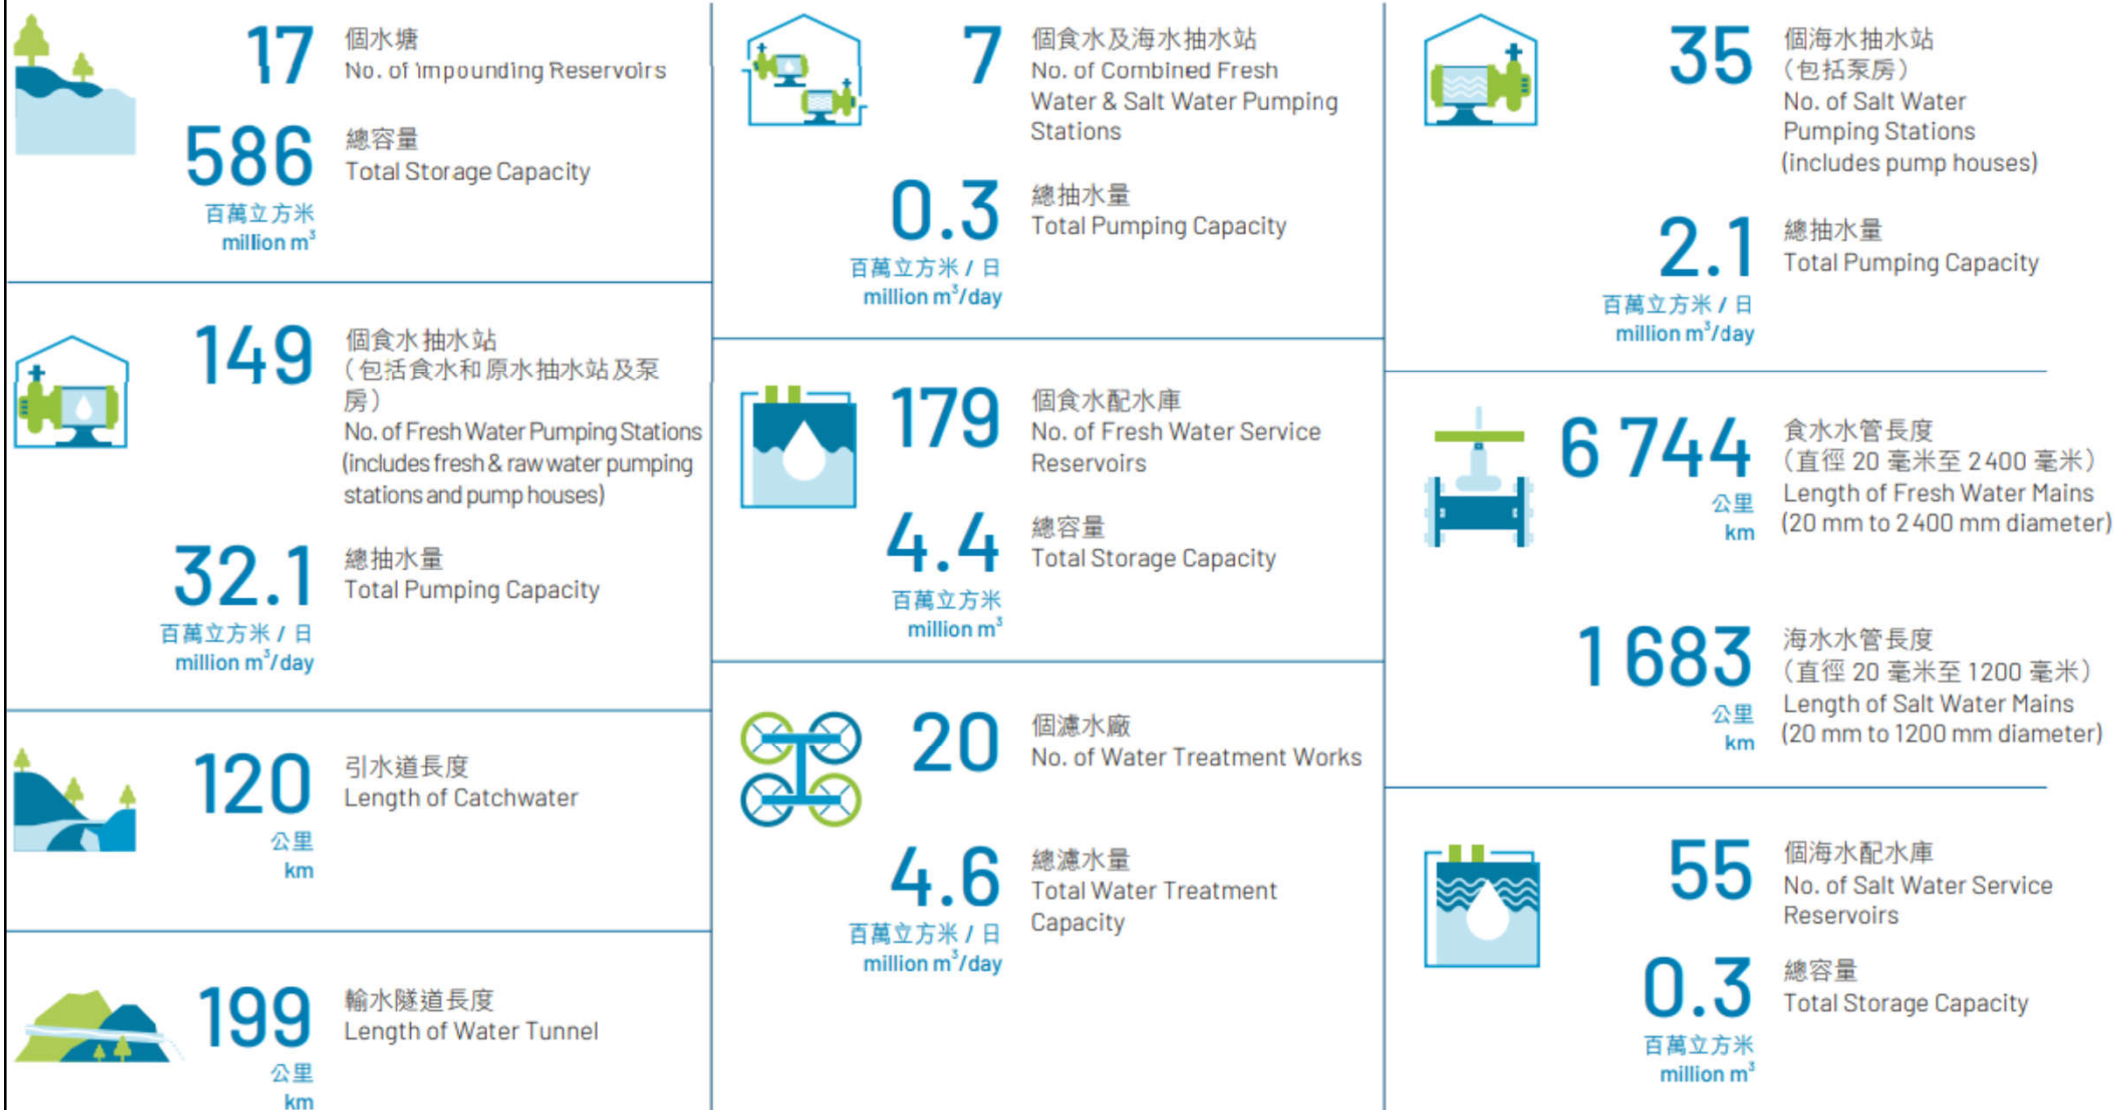 17
個水塘
No. of Impounding Reservoirs
586
百萬立方米
million m³
總容量
Total Storage Capacity
149
個食水抽水站
（包括食水和原水抽水站及泵
房）
No. of Fresh Water Pumping Stations
(includes fresh & raw water pumping
stations and pump houses)
32.1
百萬立方米 / 日
million m³/day
總抽水量
Total Pumping Capacity
120
公里
km
引水道長度
Length of Catchwater
199
公里
km
輸水隧道長度
Length of Water Tunnel
7
個食水及海水抽水站
No. of Combined Fresh
Water & Salt Water Pumping
Stations
0.3
百萬立方米 / 日
million m³/day
總抽水量
Total Pumping Capacity
179
個食水配水庫
No. of Fresh Water Service
Reservoirs
4.4
百萬立方米
million m³
總容量
Total Storage Capacity
20
個濾水廠
No. of Water Treatment Works
4.6
百萬立方米 / 日
million m³/day
總濾水量
Total Water Treatment
Capacity
35
個海水抽水站
（包括泵房）
No. of Salt Water
Pumping Stations
(includes pump houses)
2.1
百萬立方米 / 日
million m³/day
總抽水量
Total Pumping Capacity
6 744
公里
km
食水水管長度
（直徑 20 毫米至 2 400 毫米）
Length of Fresh Water Mains
(20 mm to 2 400 mm diameter)
1 683
公里
km
海水水管長度
（直徑 20 毫米至 1 200 毫米）
Length of Salt Water Mains
(20 mm to 1 200 mm diameter)
55
個海水配水庫
No. of Salt Water Service
Reservoirs
0.3
百萬立方米
million m³
總容量
Total Storage Capacity